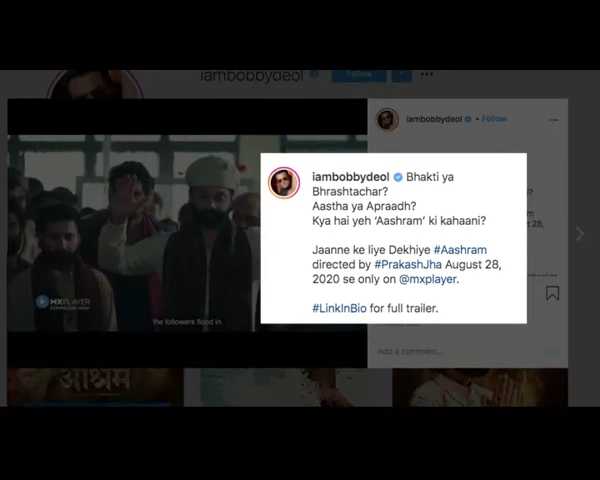 iambobbydeol
Follow
iambobbydeol • Follow
iambobbydeol Bhakti ya
Bhrashtachar?
Aastha ya Apraadh?
Kya hai yeh ‘Aashram’ ki kahaani?
Jaanne ke liye Dekhiye #Aashram
directed by #PrakashJha August 28,
2020 se only on @mxplayer.
#LinkInBio for full trailer.
MXPLAYER
the followers flood in.
Add a comment...
आश्रम